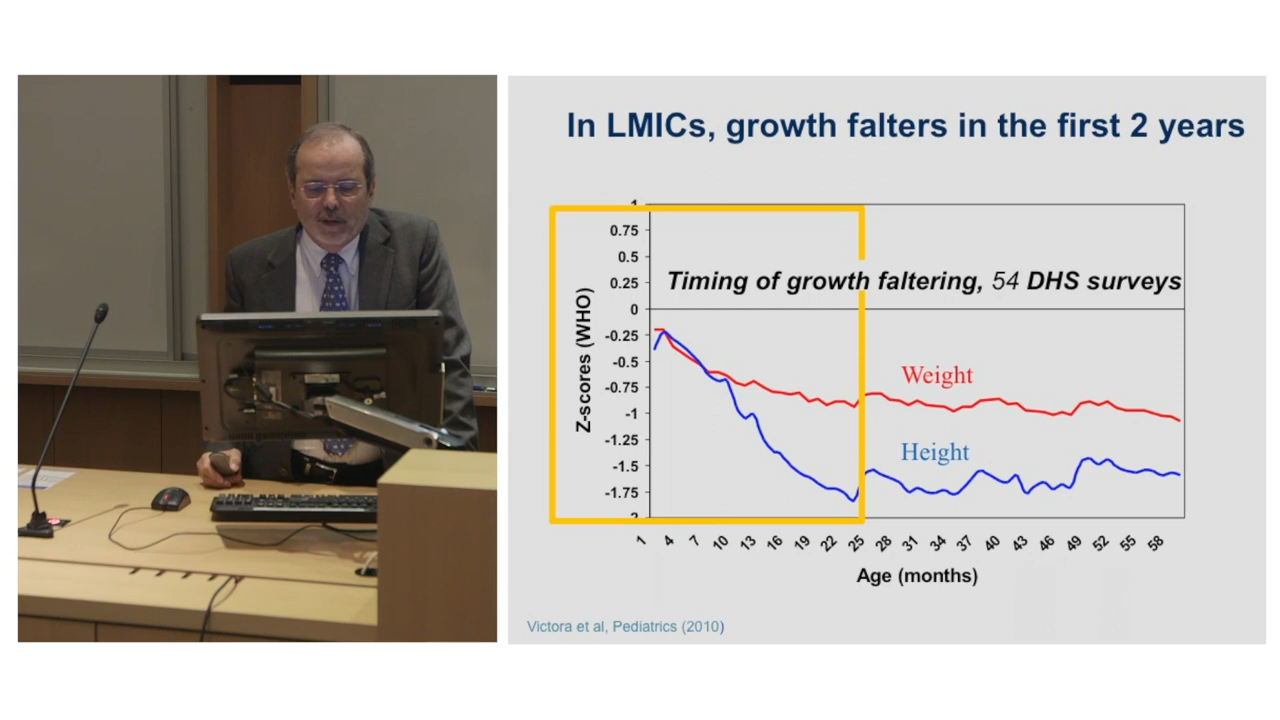 In LMICs, growth falters in the first 2 years
1
0.75
0.5
0.25
0
-0.25
-0.5
-0.75
-1
-1.25
-1.5
-1.75
Z-scores (WHO)
Timing of growth faltering, 54 DHS surveys
Weight
Height
1 4 7 10 13 16 19 22 25 28 31 34 37 40 43 46 49 52 55 58
Age (months)
Victora et al, Pediatrics (2010)